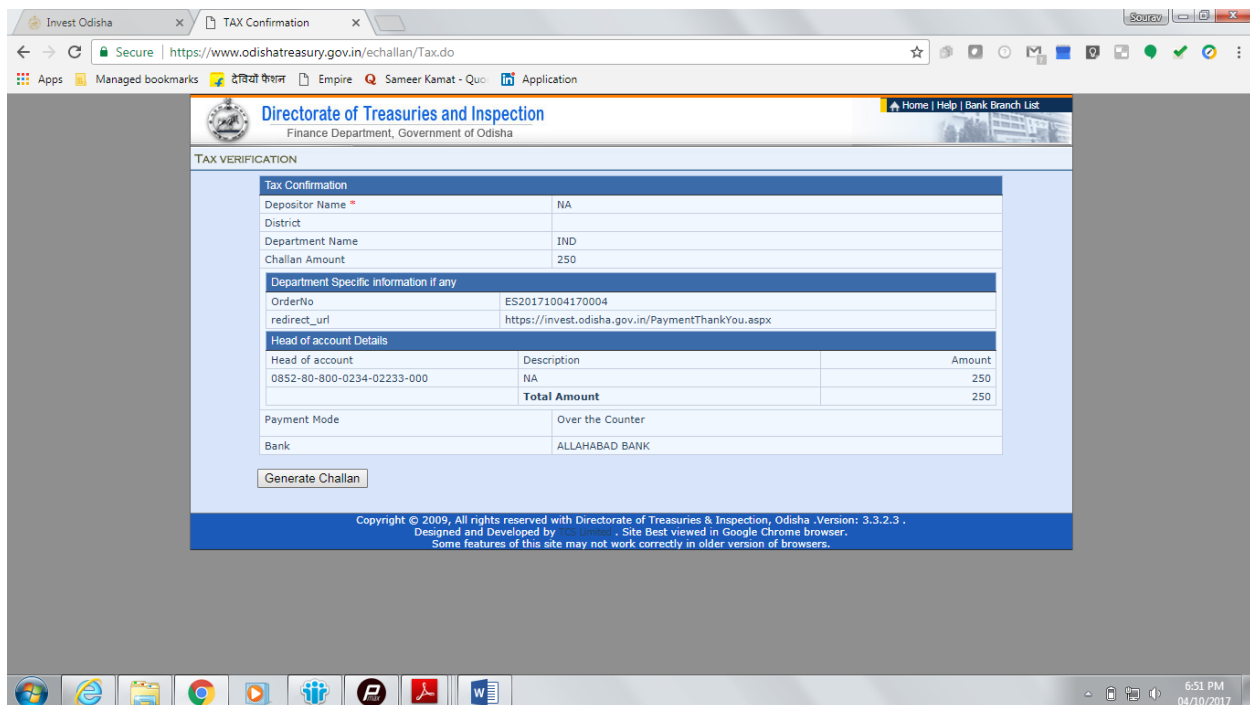 Invest Odisha
TAX Confirmation
Sourav
Secure | https://www.odishatreasury.gov.in/echallan/Tax.do
Apps Managed bookmarks देवियों फैशन Empire Sameer Kamat - Quo Application
Directorate of Treasuries and Inspection
Finance Department, Government of Odisha
Home | Help | Bank Branch List
TAX VERIFICATION
Tax Confirmation
Depositor Name * NA
District
Department Name IND
Challan Amount 250
Department Specific information if any
OrderNo ES20171004170004
redirect_url https://invest.odisha.gov.in/PaymentThankYou.aspx
Head of account Details
Head of account Description Amount
0852-80-800-0234-02233-000 NA 250
Total Amount 250
Payment Mode Over the Counter
Bank ALLAHABAD BANK
Generate Challan
Copyright © 2009, All rights reserved with Directorate of Treasuries & Inspection, Odisha .Version: 3.3.2.3 .
Designed and Developed by TCS Limited . Site Best viewed in Google Chrome browser.
Some features of this site may not work correctly in older version of browsers.
6:51 PM
04/10/2017